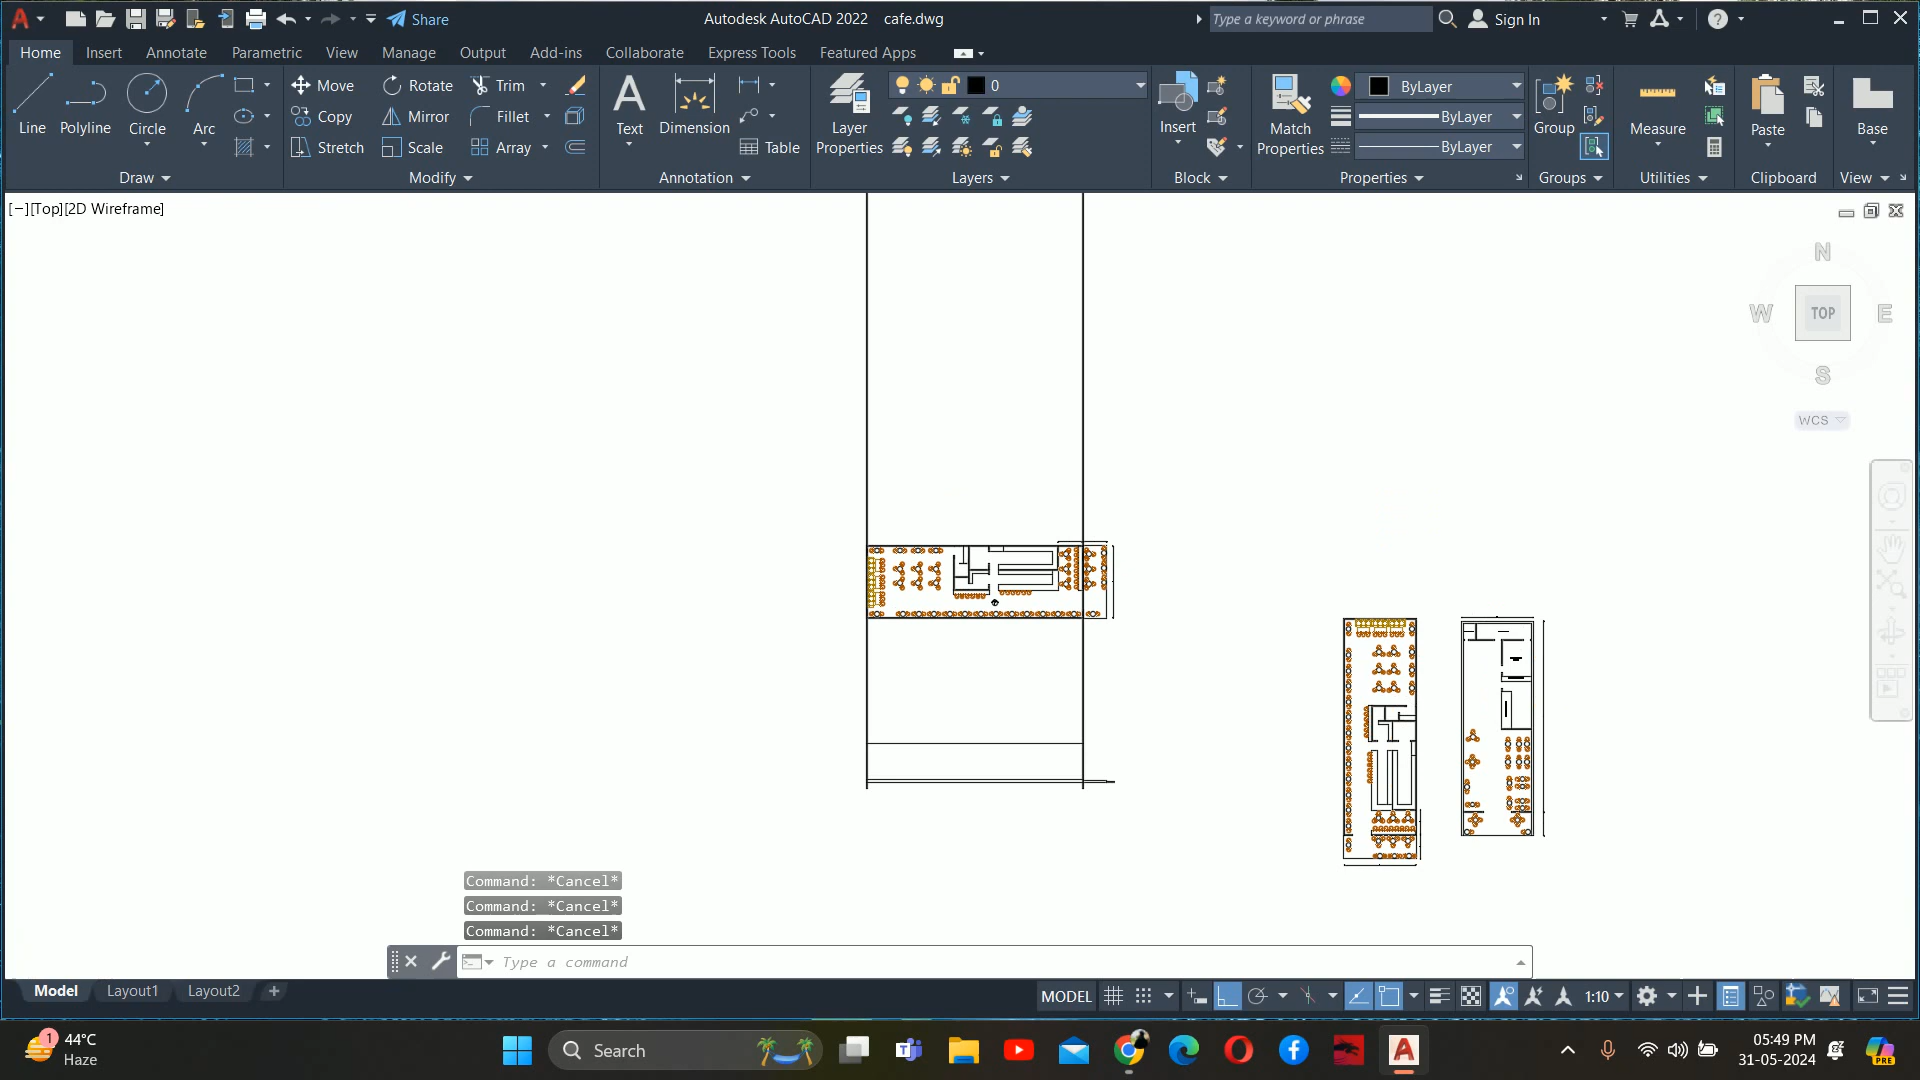 Share
Autodesk AutoCAD 2022 cafe.dwg
Type a keyword or phrase
Sign In
Home Insert Annotate Parametric View Manage Output Add-ins Collaborate Express Tools Featured Apps
Line
Polyline
Circle
Arc
Move
Rotate
Trim
Copy
Mirror
Fillet
Stretch
Scale
Array
Text
Dimension
Table
Layer
Properties
0
Insert
Match
Properties
ByLayer
ByLayer
ByLayer
Group
Measure
Paste
Base
Draw
Modify
Annotation
Layers
Block
Properties
Groups
Utilities
Clipboard
View
[−][Top][2D Wireframe]
N
W
TOP
E
S
WCS
Command: *Cancel*
Command: *Cancel*
Command: *Cancel*
Type a command
Model Layout1 Layout2
MODEL
1:10
1
44°C
Haze
Search
05:49 PM
31-05-2024
PRE